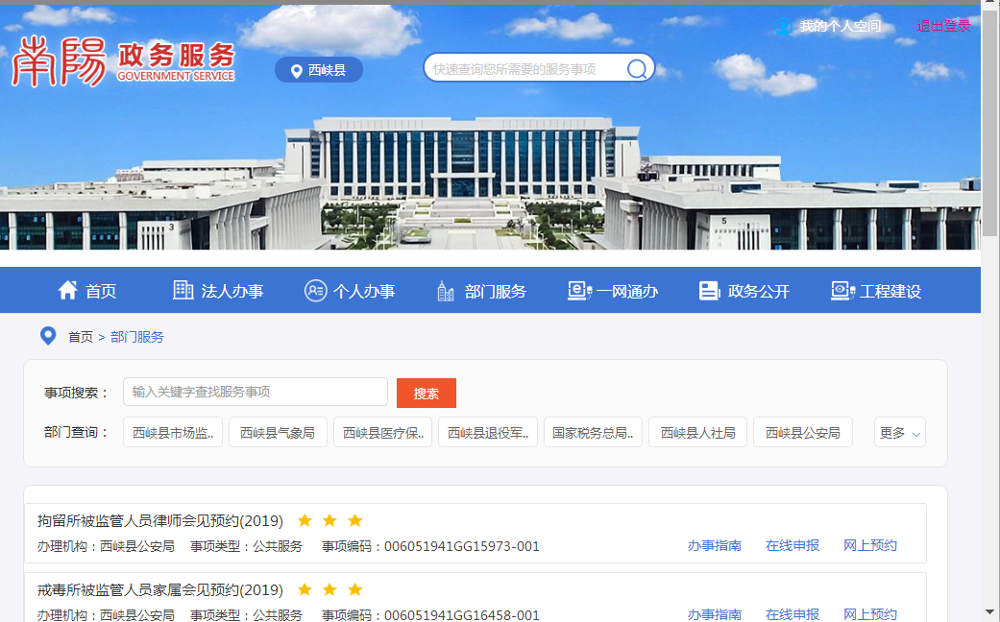 我的个人空间 退出登录
南陽 政务服务
GOVERNMENT SERVICE
西峡县
快速查询您所需要的服务事项
3
1
1
5
首页 法人办事 个人办事 部门服务 一网通办 政务公开 工程建设
首页 > 部门服务
事项搜索： 输入关键字查找服务事项 搜索
部门查询： 西峡县市场监.. 西峡县气象局 西峡县医疗保.. 西峡县退役军.. 国家税务总局.. 西峡县人社局 西峡县公安局 更多
拘留所被监管人员律师会见预约(2019)
办理机构：西峡县公安局 事项类型：公共服务 事项编码：006051941GG15973-001 办事指南 在线申报 网上预约
戒毒所被监管人员家属会见预约(2019)
办理机构：西峡县公安局 事项类型：公共服务 事项编码：006051941GG16458-001 办事指南 在线申报 网上预约